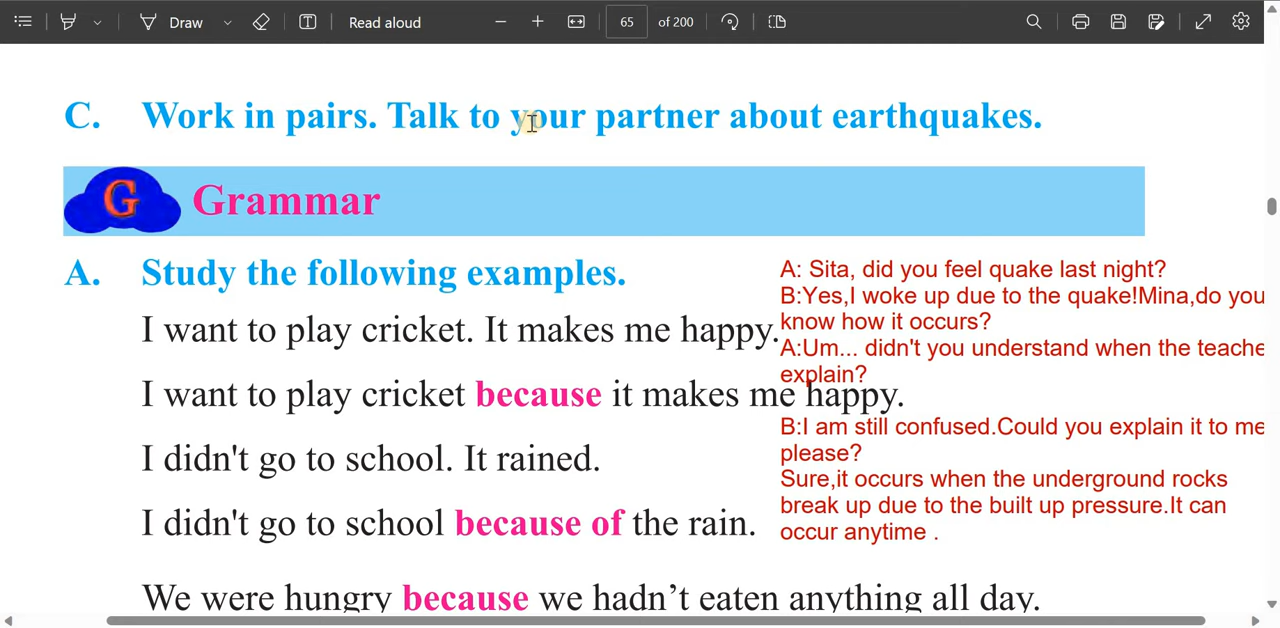 Draw
Read aloud
65
of 200
C. Work in pairs. Talk to your partner about earthquakes.
G Grammar
A. Study the following examples.
I want to play cricket. It makes me happy.
I want to play cricket because it makes me happy.
I didn't go to school. It rained.
I didn't go to school because of the rain.
We were hungry because we hadn't eaten anything all day.
A: Sita, did you feel quake last night?
B:Yes,I woke up due to the quake!Mina,do you
know how it occurs?
A:Um... didn't you understand when the teache
explain?
B:I am still confused.Could you explain it to me
please?
Sure,it occurs when the underground rocks
break up due to the built up pressure.It can
occur anytime .